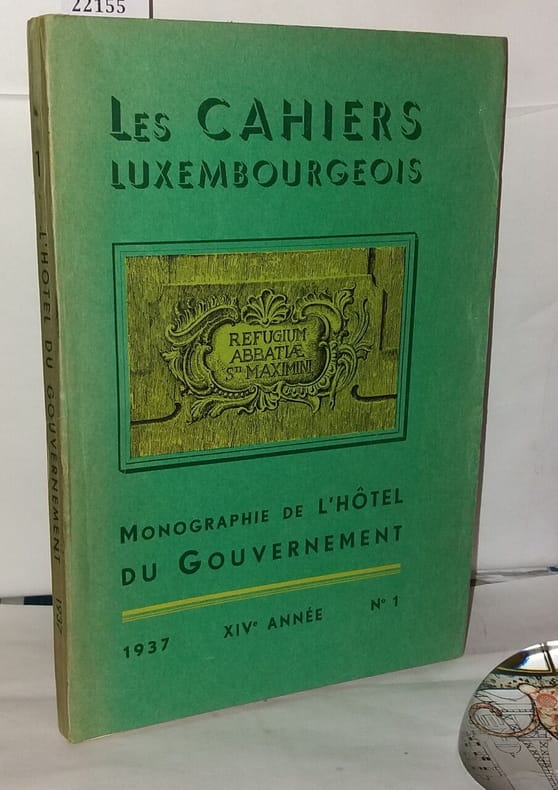 22155
LES CAHIERS
LUXEMBOURGEOIS
REFUGIUM
ABBATIÆ
STI MAXIMINI
MONOGRAPHIE DE L'HÔTEL
DU GOUVERNEMENT
1937 XIVe ANNÉE No 1
L'HÔTEL DU GOUVERNEMENT 1937